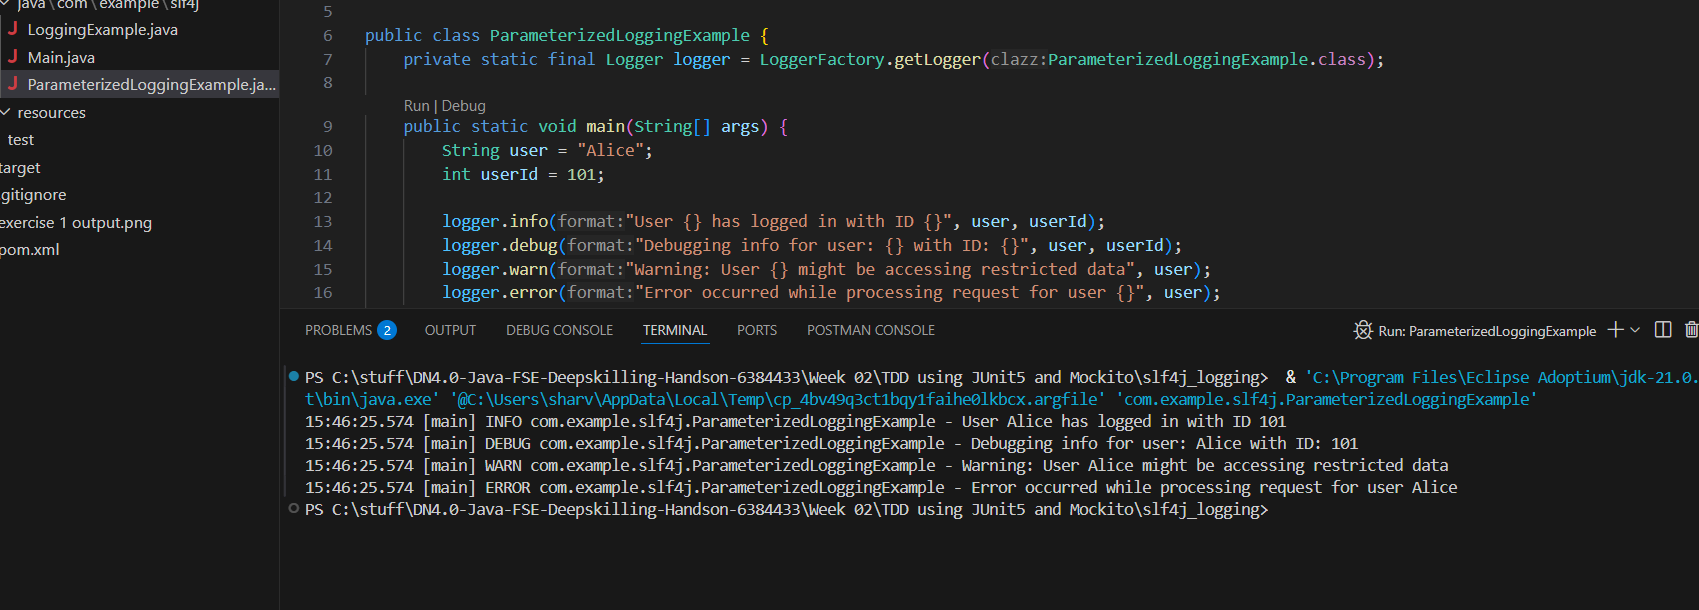 java\com\example\slf4j
LoggingExample.java
Main.java
ParameterizedLoggingExample.ja...
resources
test
target
gitignore
exercise 1 output.png
pom.xml
5
6 public class ParameterizedLoggingExample {
7 private static final Logger logger = LoggerFactory.getLogger(clazz:ParameterizedLoggingExample.class);
8
Run | Debug
9 public static void main(String[] args) {
10 String user = "Alice";
11 int userId = 101;
12
13 logger.info(format:"User {} has logged in with ID {}", user, userId);
14 logger.debug(format:"Debugging info for user: {} with ID: {}", user, userId);
15 logger.warn(format:"Warning: User {} might be accessing restricted data", user);
16 logger.error(format:"Error occurred while processing request for user {}", user);
PROBLEMS 2 OUTPUT DEBUG CONSOLE TERMINAL PORTS POSTMAN CONSOLE Run: ParameterizedLoggingExample
PS C:\stuff\DN4.0-Java-FSE-Deepskilling-Handson-6384433\Week 02\TDD using JUnit5 and Mockito\slf4j_logging> & 'C:\Program Files\Eclipse Adoptium\jdk-21.0.
t\bin\java.exe' '@C:\Users\sharv\AppData\Local\Temp\cp_4bv49q3ct1bqy1faihe0lkbcx.argfile' 'com.example.slf4j.ParameterizedLoggingExample'
15:46:25.574 [main] INFO com.example.slf4j.ParameterizedLoggingExample - User Alice has logged in with ID 101
15:46:25.574 [main] DEBUG com.example.slf4j.ParameterizedLoggingExample - Debugging info for user: Alice with ID: 101
15:46:25.574 [main] WARN com.example.slf4j.ParameterizedLoggingExample - Warning: User Alice might be accessing restricted data
15:46:25.574 [main] ERROR com.example.slf4j.ParameterizedLoggingExample - Error occurred while processing request for user Alice
PS C:\stuff\DN4.0-Java-FSE-Deepskilling-Handson-6384433\Week 02\TDD using JUnit5 and Mockito\slf4j_logging>